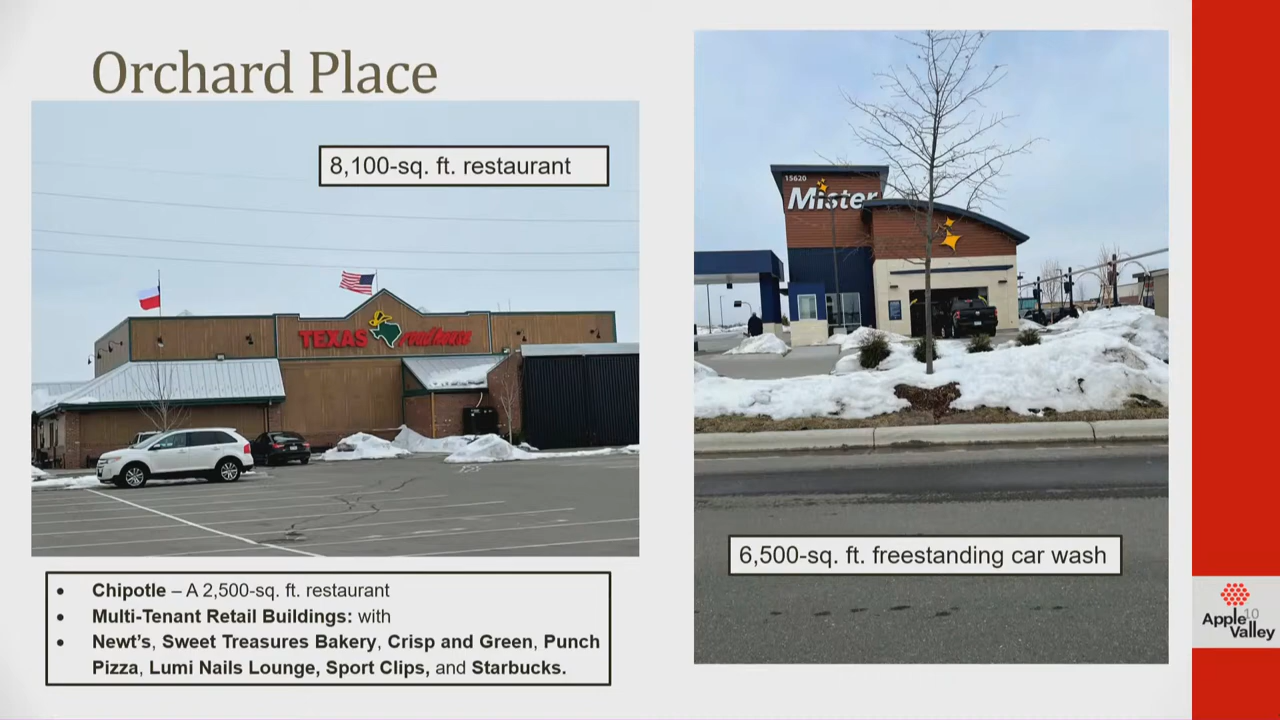 Orchard Place
8,100-sq. ft. restaurant
TEXAS roadhouse
• Chipotle – A 2,500-sq. ft. restaurant
• Multi-Tenant Retail Buildings: with
• Newt's, Sweet Treasures Bakery, Crisp and Green, Punch
Pizza, Lumi Nails Lounge, Sport Clips, and Starbucks.
15620
Mister
6,500-sq. ft. freestanding car wash
10
Apple
Valley